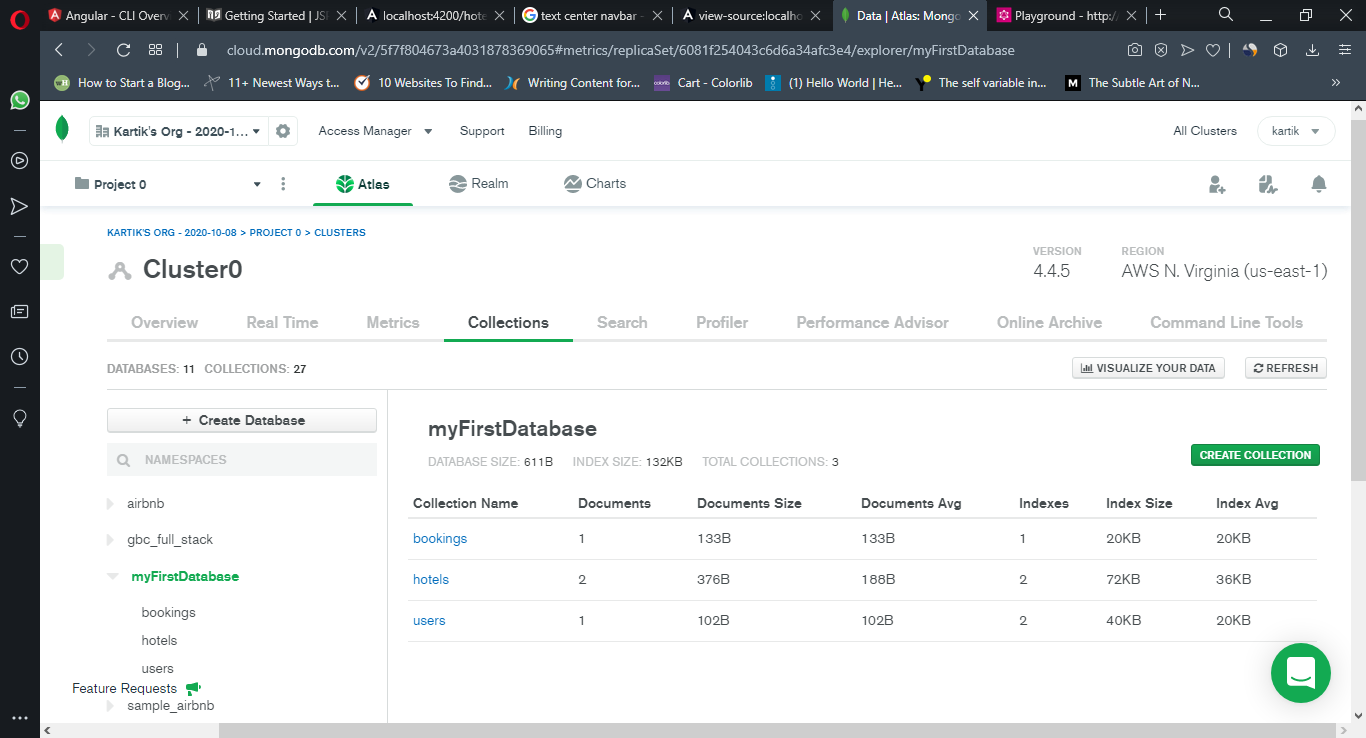 Angular - CLI Overv
Getting Started | JSI
localhost:4200/hote
text center navbar -
view-source:localho
Data | Atlas: Mongo
Playground - http:/
cloud.mongodb.com/v2/5f7f804673a4031878369065#metrics/replicaSet/6081f254043c6d6a34afc3e4/explorer/myFirstDatabase
How to Start a Blog...
11+ Newest Ways t...
10 Websites To Find...
Writing Content for...
Cart - Colorlib
(1) Hello World | He...
The self variable in...
The Subtle Art of N...
Kartik's Org - 2020-1...
Access Manager
Support
Billing
All Clusters
kartik
Project 0
Atlas
Realm
Charts
KARTIK'S ORG - 2020-10-08 > PROJECT 0 > CLUSTERS
Cluster0
VERSION
4.4.5
REGION
AWS N. Virginia (us-east-1)
Overview
Real Time
Metrics
Collections
Search
Profiler
Performance Advisor
Online Archive
Command Line Tools
DATABASES: 11 COLLECTIONS: 27
VISUALIZE YOUR DATA
REFRESH
+ Create Database
NAMESPACES
airbnb
gbc_full_stack
myFirstDatabase
bookings
hotels
users
Feature Requests
sample_airbnb
myFirstDatabase
DATABASE SIZE: 611B INDEX SIZE: 132KB TOTAL COLLECTIONS: 3
CREATE COLLECTION
Collection Name Documents Documents Size Documents Avg Indexes Index Size Index Avg
bookings 1 133B 133B 1 20KB 20KB
hotels 2 376B 188B 2 72KB 36KB
users 1 102B 102B 2 40KB 20KB